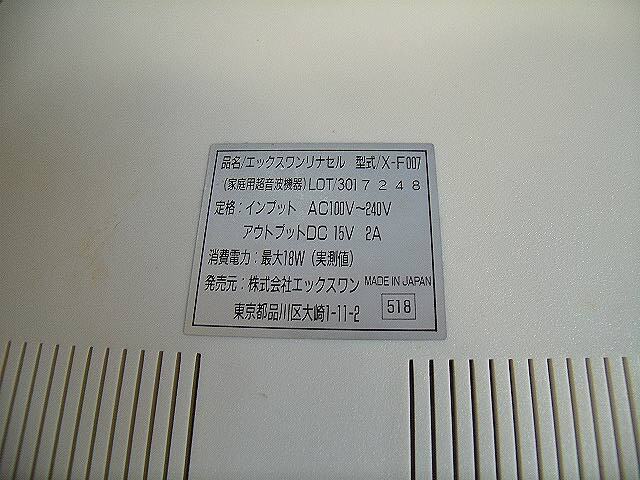 品名/エックスワンリナセル 型式/X-F007
(家庭用超音波機器)LOT/3017248
定格:インプット AC100V~240V
アウトプットDC 15V 2A
消費電力:最大18W(実測値)
発売元:株式会社エックスワン MADE IN JAPAN
東京都品川区大崎1-11-2 518